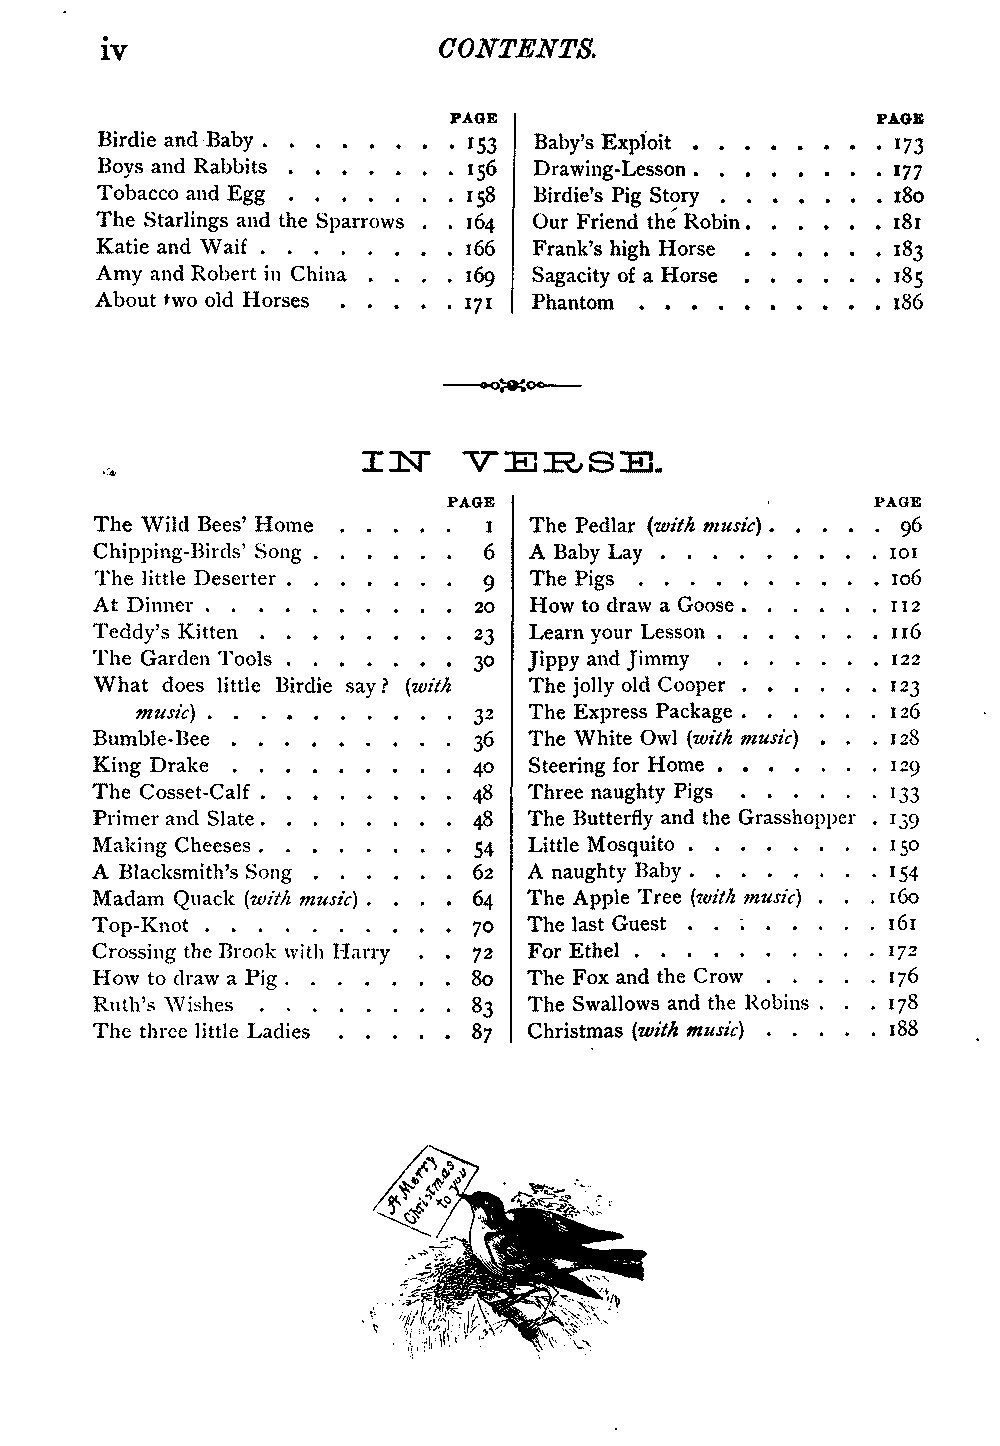 iv
CONTENTS.
PAGE
Birdie and Baby . . . . . . . . 153
Boys and Rabbits . . . . . . . 156
Tobacco and Egg . . . . . . . 158
The Starlings and the Sparrows . . 164
Katie and Waif . . . . . . . . 166
Amy and Robert in China . . . . 169
About two old Horses . . . . . 171
PAGE
Baby's Exploit . . . . . . . . 173
Drawing-Lesson . . . . . . . . 177
Birdie's Pig Story . . . . . . . 180
Our Friend the Robin . . . . . . 181
Frank's high Horse . . . . . . 183
Sagacity of a Horse . . . . . . 185
Phantom . . . . . . . . . . 186
IN VERSE.
PAGE
The Wild Bees' Home . . . . . 1
Chipping-Birds' Song . . . . . . 6
The little Deserter . . . . . . . 9
At Dinner . . . . . . . . . . 20
Teddy's Kitten . . . . . . . . 23
The Garden Tools . . . . . . . 30
What does little Birdie say? (with
music) . . . . . . . . . . 32
Bumble-Bee . . . . . . . . . 36
King Drake . . . . . . . . . 40
The Cosset-Calf . . . . . . . . 48
Primer and Slate . . . . . . . . 48
Making Cheeses . . . . . . . . 54
A Blacksmith's Song . . . . . . 62
Madam Quack (with music) . . . . 64
Top-Knot . . . . . . . . . . 70
Crossing the Brook with Harry . . 72
How to draw a Pig . . . . . . . 80
Ruth's Wishes . . . . . . . . 83
The three little Ladies . . . . . 87
PAGE
The Pedlar (with music) . . . . . 96
A Baby Lay . . . . . . . . . 101
The Pigs . . . . . . . . . . 106
How to draw a Goose . . . . . . 112
Learn your Lesson . . . . . . . 116
Jippy and Jimmy . . . . . . . 122
The jolly old Cooper . . . . . . 123
The Express Package . . . . . . 126
The White Owl (with music) . . . 128
Steering for Home . . . . . . . 129
Three naughty Pigs . . . . . . 133
The Butterfly and the Grasshopper . 139
Little Mosquito . . . . . . . . 150
A naughty Baby . . . . . . . . 154
The Apple Tree (with music) . . . 160
The last Guest . . . . . . . . 161
For Ethel . . . . . . . . . . 172
The Fox and the Crow . . . . . 176
The Swallows and the Robins . . . 178
Christmas (with music) . . . . . 188
A Merry
Christmas
to you